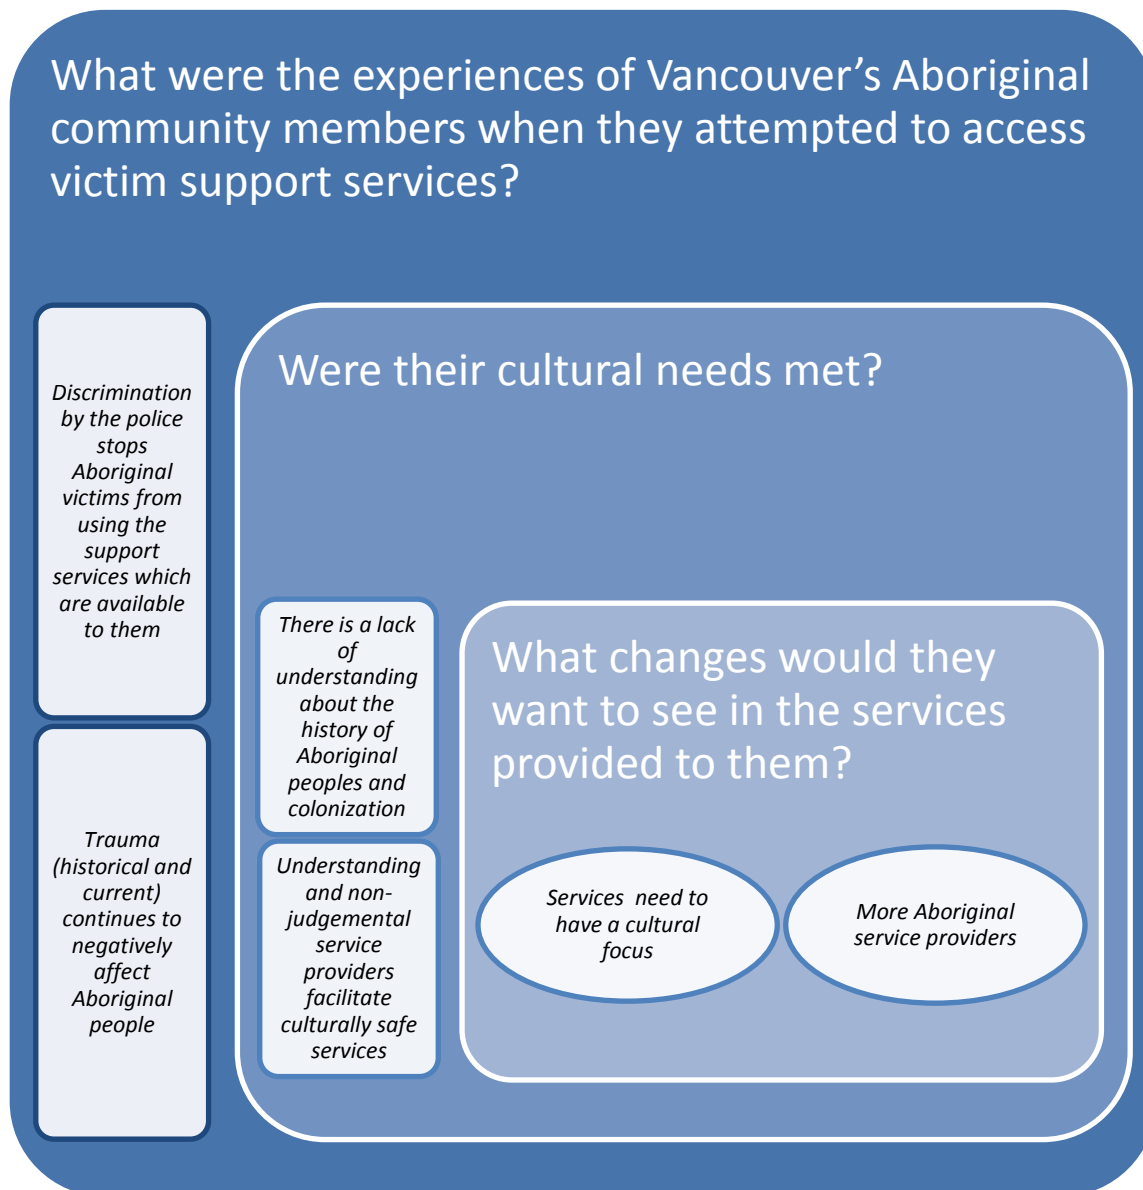 What were the experiences of Vancouver’s Aboriginal
community members when they attempted to access
victim support services?
Discrimination
by the police
stops
Aboriginal
victims from
using the
support
services which
are available
to them
Trauma
(historical and
current)
continues to
negatively
affect
Aboriginal
people
Were their cultural needs met?
There is a lack
of
understanding
about the
history of
Aboriginal
peoples and
colonization
Understanding
and non-
judgemental
service
providers
facilitate
culturally safe
services
What changes would they
want to see in the services
provided to them?
Services need to
have a cultural
focus
More Aboriginal
service providers